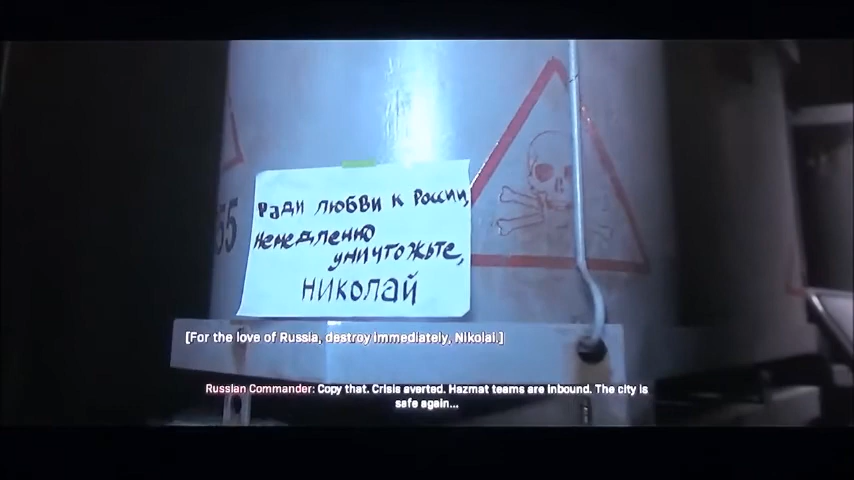 Ради любви к России,
немедленно
уничтожьте,
Николай
55
[For the love of Russia, destroy immediately, Nikolai.]
Russian Commander: Copy that. Crisis averted. Hazmat teams are inbound. The city is
safe again...